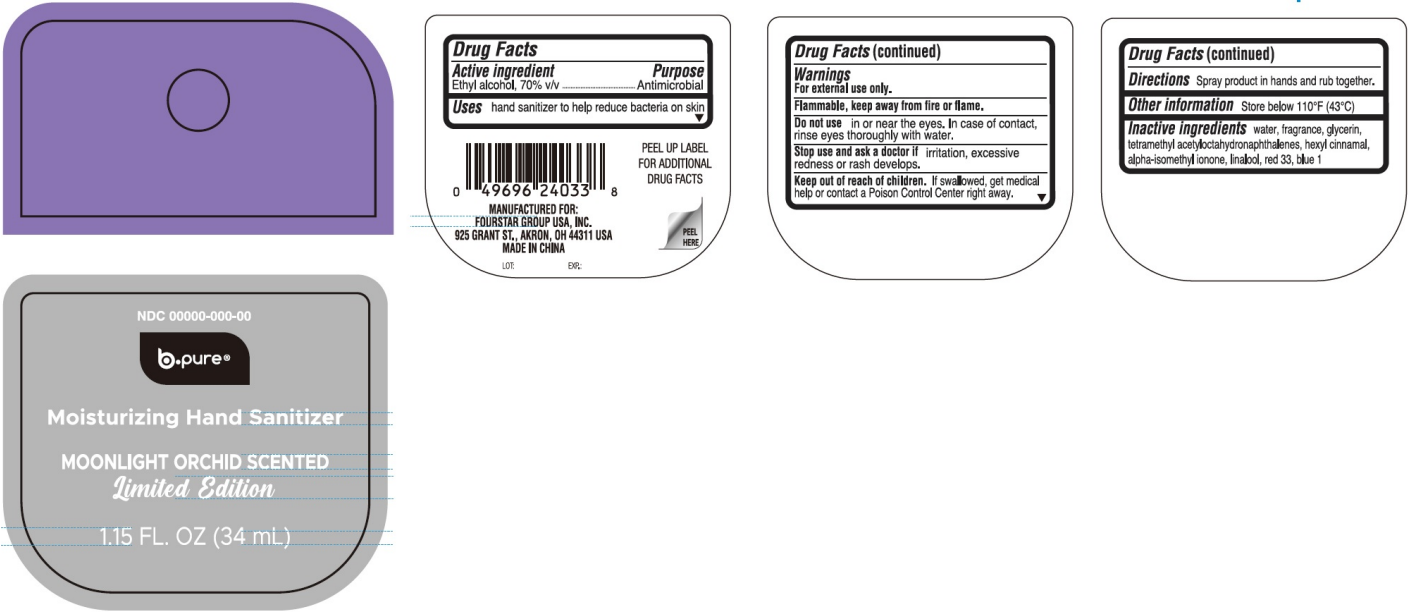 NDC 00000-000-00
b.pure®
Moisturizing Hand Sanitizer
MOONLIGHT ORCHID SCENTED
Limited Edition
1.15 FL. OZ (34 mL)
Drug Facts
Active ingredient Purpose
Ethyl alcohol, 70% v/v ........................ Antimicrobial
Uses hand sanitizer to help reduce bacteria on skin
▼
0 49696 24033 8
PEEL UP LABEL
FOR ADDITIONAL
DRUG FACTS
MANUFACTURED FOR:
FOURSTAR GROUP USA, INC.
925 GRANT ST., AKRON, OH 44311 USA
MADE IN CHINA
PEEL
HERE
LOT: EXP.:
Drug Facts (continued)
Warnings
For external use only.
Flammable, keep away from fire or flame.
Do not use in or near the eyes. In case of contact,
rinse eyes thoroughly with water.
Stop use and ask a doctor if irritation, excessive
redness or rash develops.
Keep out of reach of children. If swallowed, get medical
help or contact a Poison Control Center right away. ▼
Drug Facts (continued)
Directions Spray product in hands and rub together.
Other information Store below 110°F (43°C)
Inactive ingredients water, fragrance, glycerin,
tetramethyl acetyloctahydronaphthalenes, hexyl cinnamal,
alpha-isomethyl ionone, linalool, red 33, blue 1